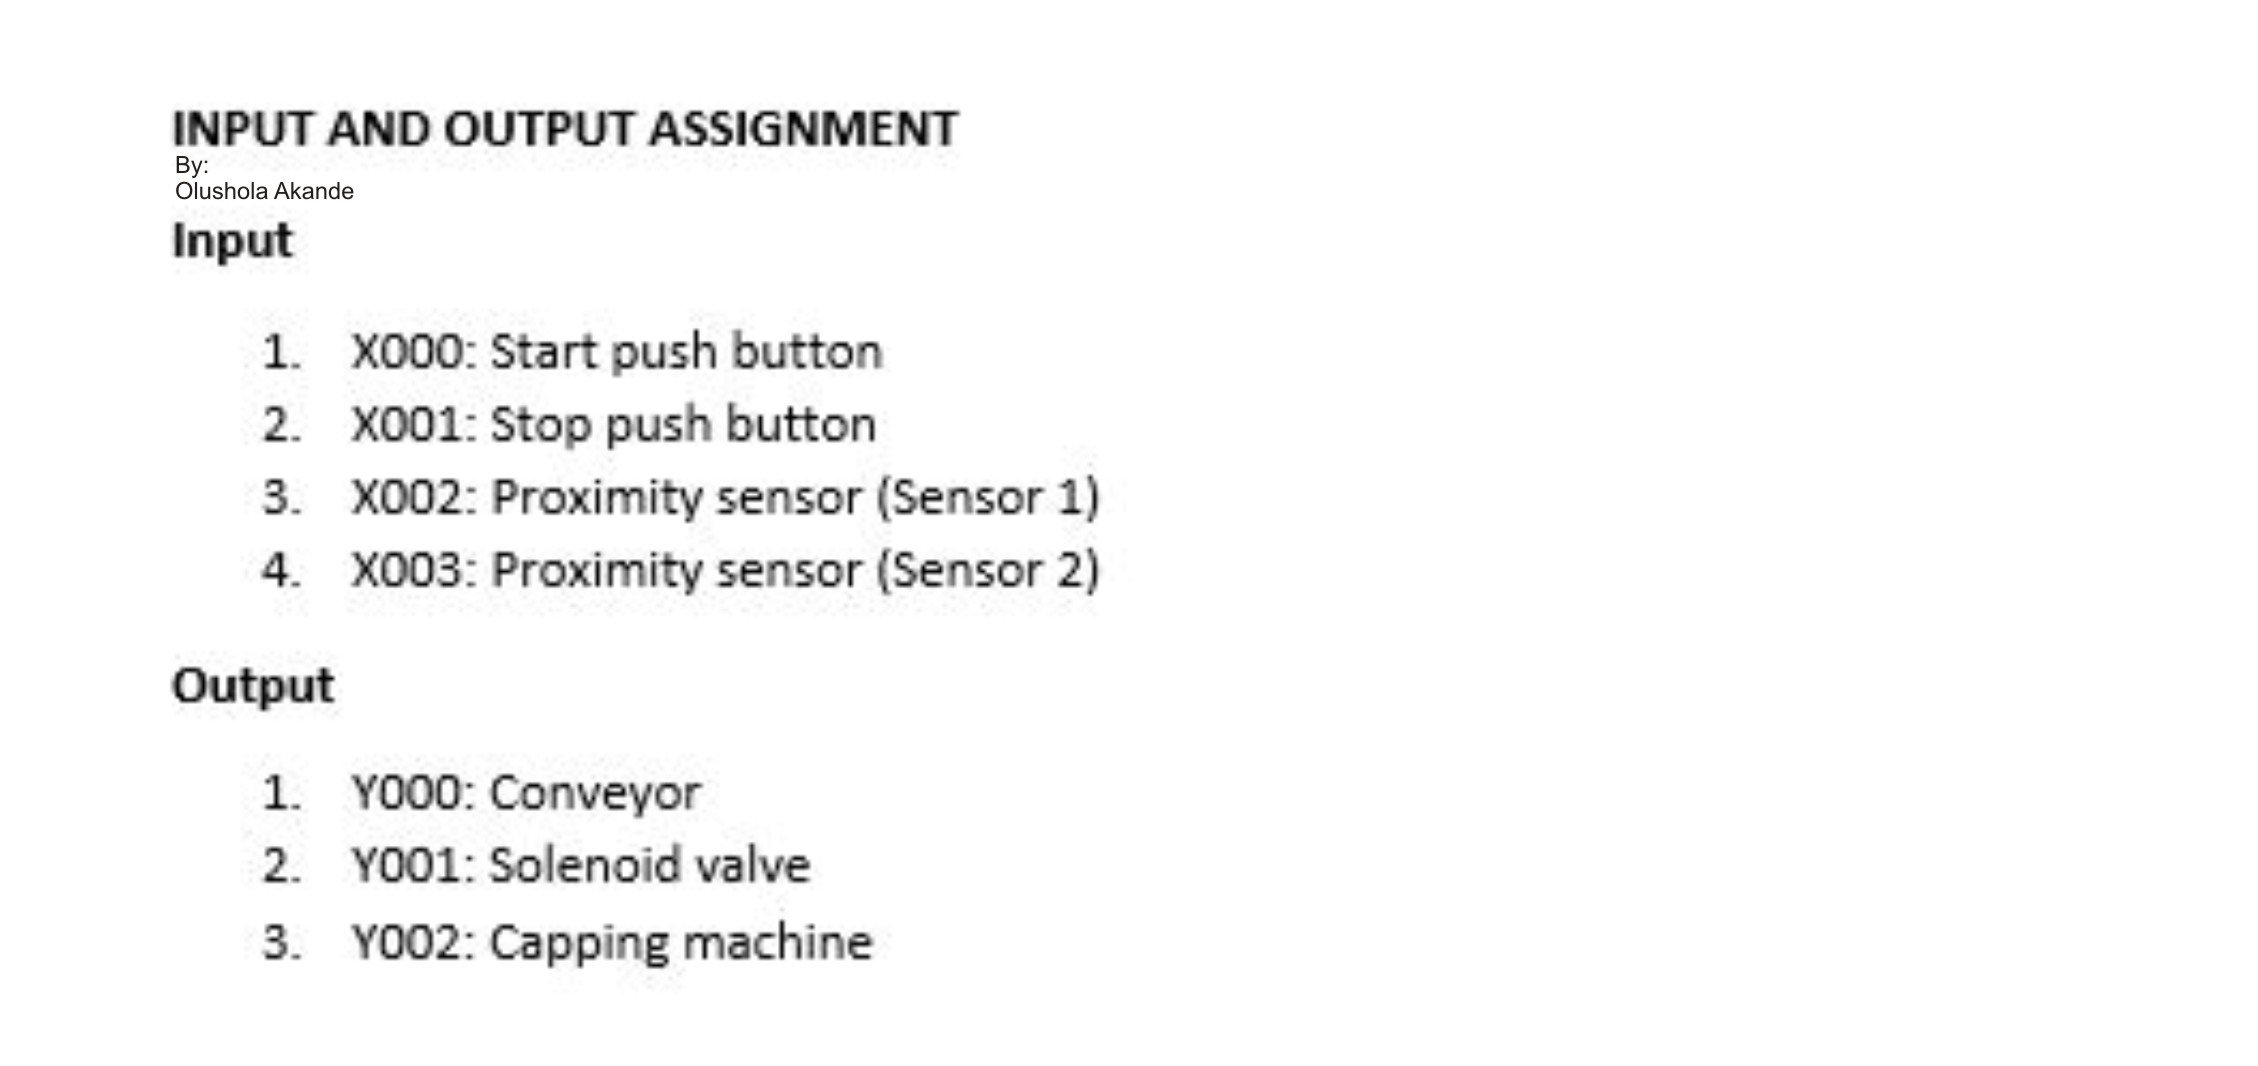 INPUT AND OUTPUT ASSIGNMENT
By:
Olushola Akande
Input
1. X000: Start push button
2. X001: Stop push button
3. X002: Proximity sensor (Sensor 1)
4. X003: Proximity sensor (Sensor 2)
Output
1. Y000: Conveyor
2. Y001: Solenoid valve
3. Y002: Capping machine